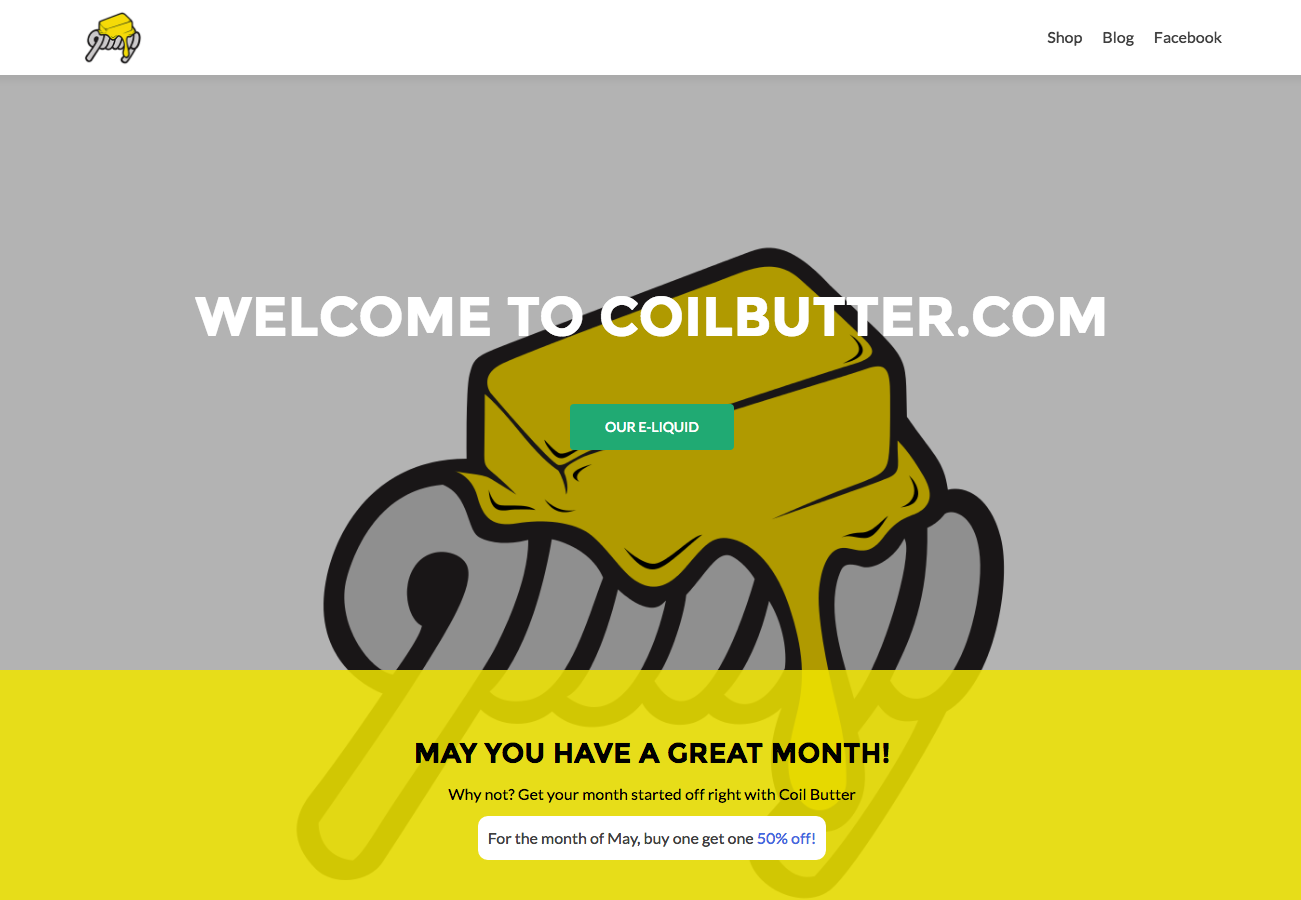 Shop Blog Facebook
WELCOME TO COILBUTTER.COM
OUR E-LIQUID
MAY YOU HAVE A GREAT MONTH!
Why not? Get your month started off right with Coil Butter
For the month of May, buy one get one 50% off!